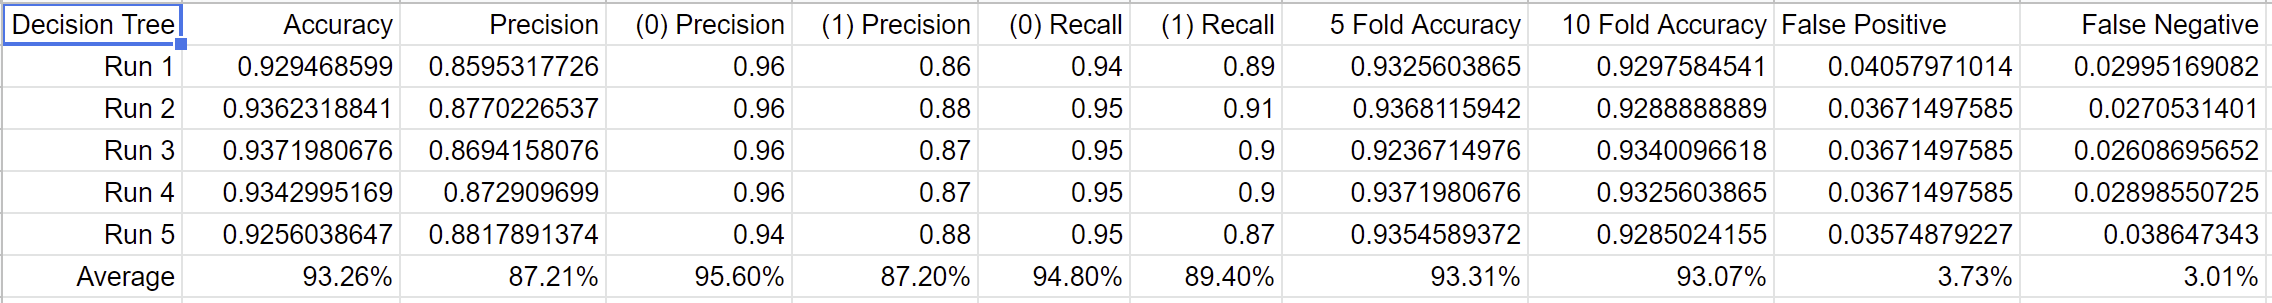 Decision Tree Accuracy Precision (0) Precision (1) Precision (0) Recall (1) Recall 5 Fold Accuracy 10 Fold Accuracy False Positive False Negative
Run 1 0.929468599 0.8595317726 0.96 0.86 0.94 0.89 0.9325603865 0.9297584541 0.04057971014 0.02995169082
Run 2 0.9362318841 0.8770226537 0.96 0.88 0.95 0.91 0.9368115942 0.9288888889 0.03671497585 0.0270531401
Run 3 0.9371980676 0.8694158076 0.96 0.87 0.95 0.9 0.9236714976 0.9340096618 0.03671497585 0.02608695652
Run 4 0.9342995169 0.872909699 0.96 0.87 0.95 0.9 0.9371980676 0.9325603865 0.03671497585 0.02898550725
Run 5 0.9256038647 0.8817891374 0.94 0.88 0.95 0.87 0.9354589372 0.9285024155 0.03574879227 0.038647343
Average 93.26% 87.21% 95.60% 87.20% 94.80% 89.40% 93.31% 93.07% 3.73% 3.01%